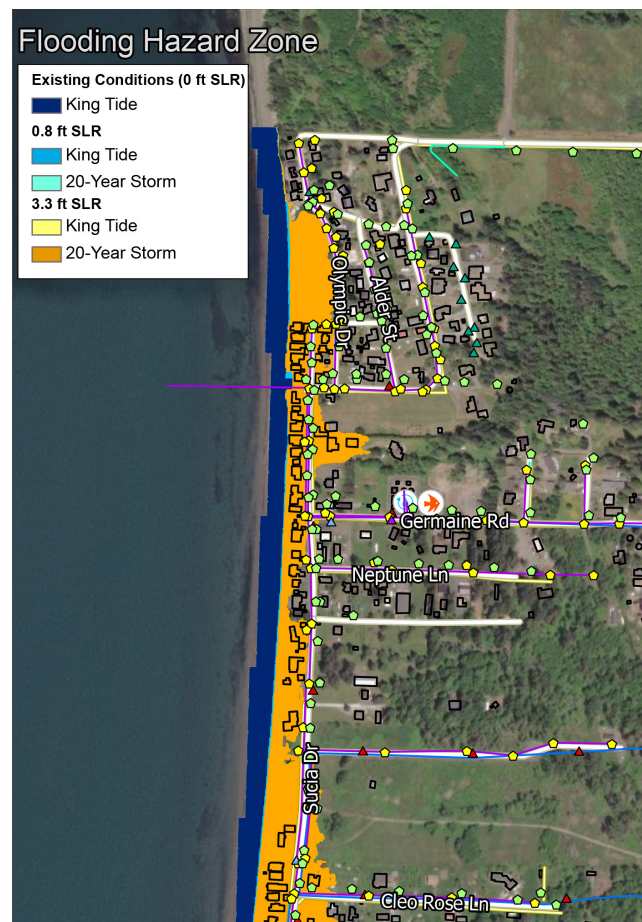 Flooding Hazard Zone
Existing Conditions (0 ft SLR)
King Tide
0.8 ft SLR
King Tide
20-Year Storm
3.3 ft SLR
King Tide
20-Year Storm
Olympic Dr
Alder St
Germaine Rd
Neptune Ln
Sucia Dr
Cleo Rose Ln